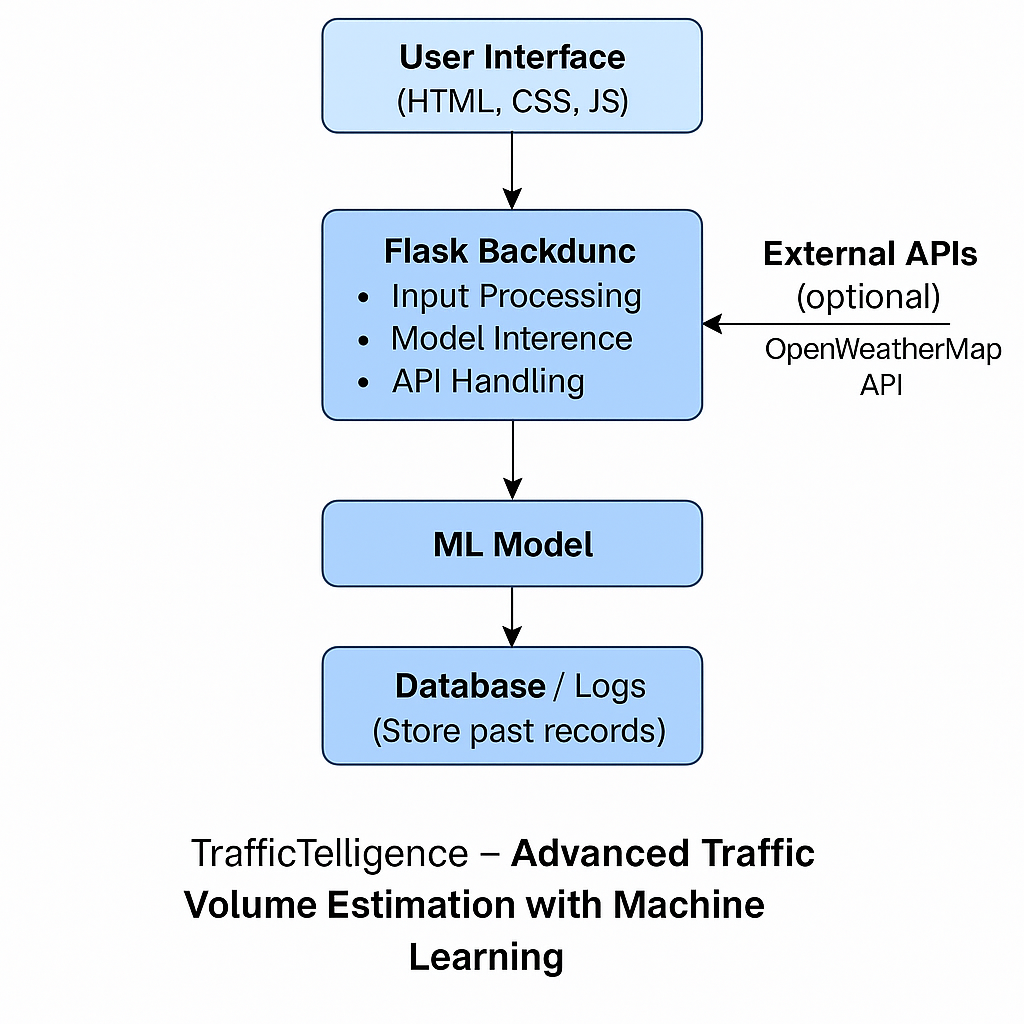 User Interface
(HTML, CSS, JS)
Flask Backdunc
• Input Processing
• Model Interence
• API Handling
External APIs
(optional)
OpenWeatherMap
API
ML Model
Database / Logs
(Store past records)
TrafficTelligence – Advanced Traffic
Volume Estimation with Machine
Learning